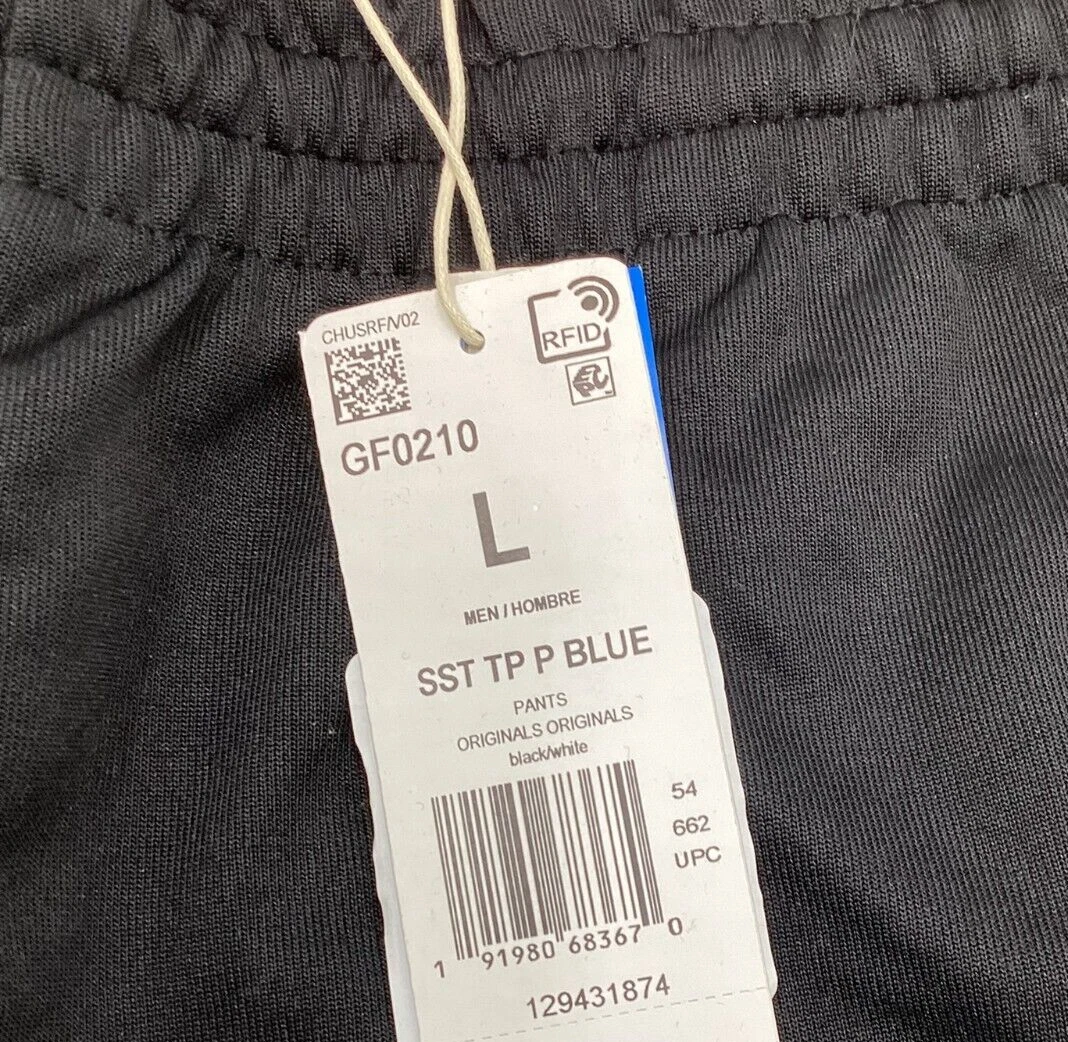 CHUSRF/V02
RFID
GF0210
L
MEN / HOMBRE
SST TP P BLUE
PANTS
ORIGINALS ORIGINALS
black/white
54
662
UPC
1 91980 68367 0
129431874